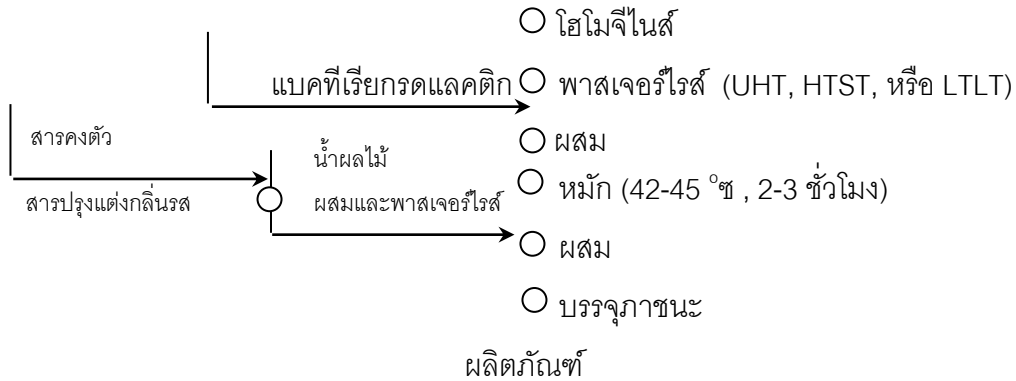 โฮโมจีไนส์
แบคทีเรียกรดแลคติก
พาสเจอร์ไรส์ (UHT, HTST, หรือ LTLT)
สารคงตัว
น้ำผลไม้
ผสม
สารปรุงแต่งกลิ่นรส
ผสมและพาสเจอร์ไรส์
หมัก (42-45 °ซ , 2-3 ชั่วโมง)
ผสม
บรรจุภาชนะ
ผลิตภัณฑ์